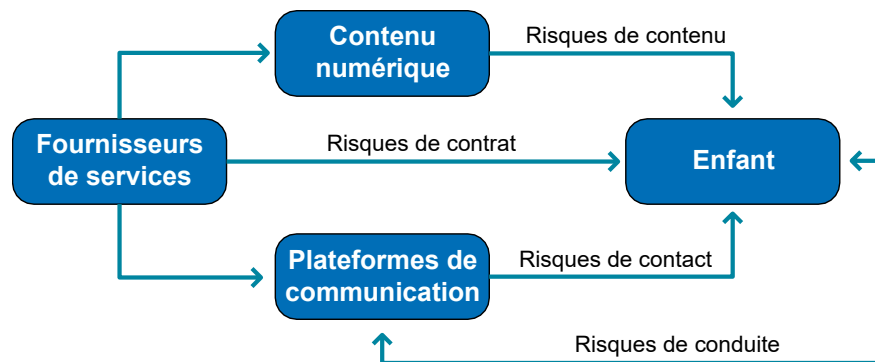 Contenu
numérique
Risques de contenu
Fournisseurs
de services
Risques de contrat
Enfant
Plateformes de
communication
Risques de contact
Risques de conduite